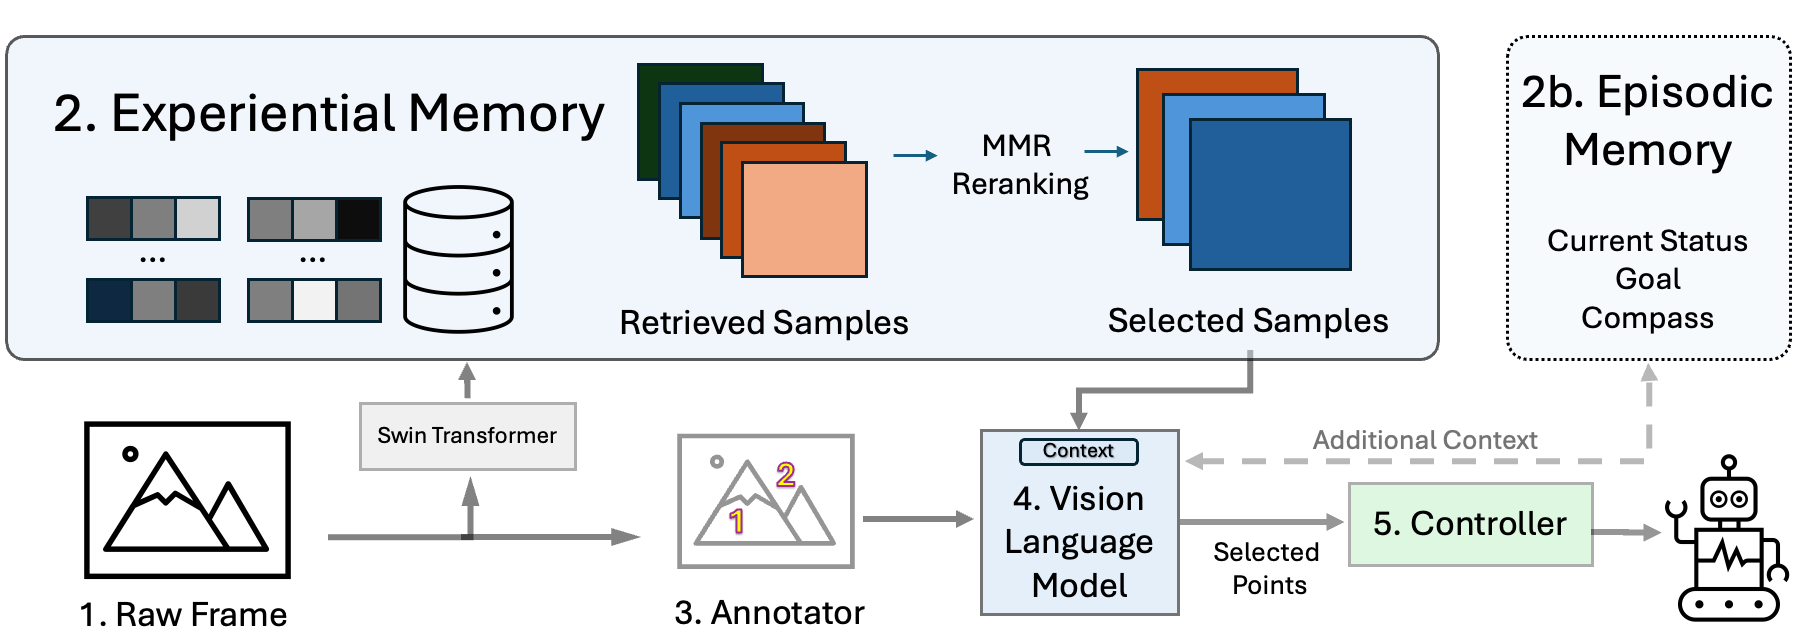 2. Experiential Memory
...
...
Retrieved Samples
MMR
Reranking
Selected Samples
2b. Episodic
Memory
Current Status
Goal
Compass
Swin Transformer
1. Raw Frame
1
2
3. Annotator
Context
4. Vision
Language
Model
Additional Context
Selected
Points
5. Controller